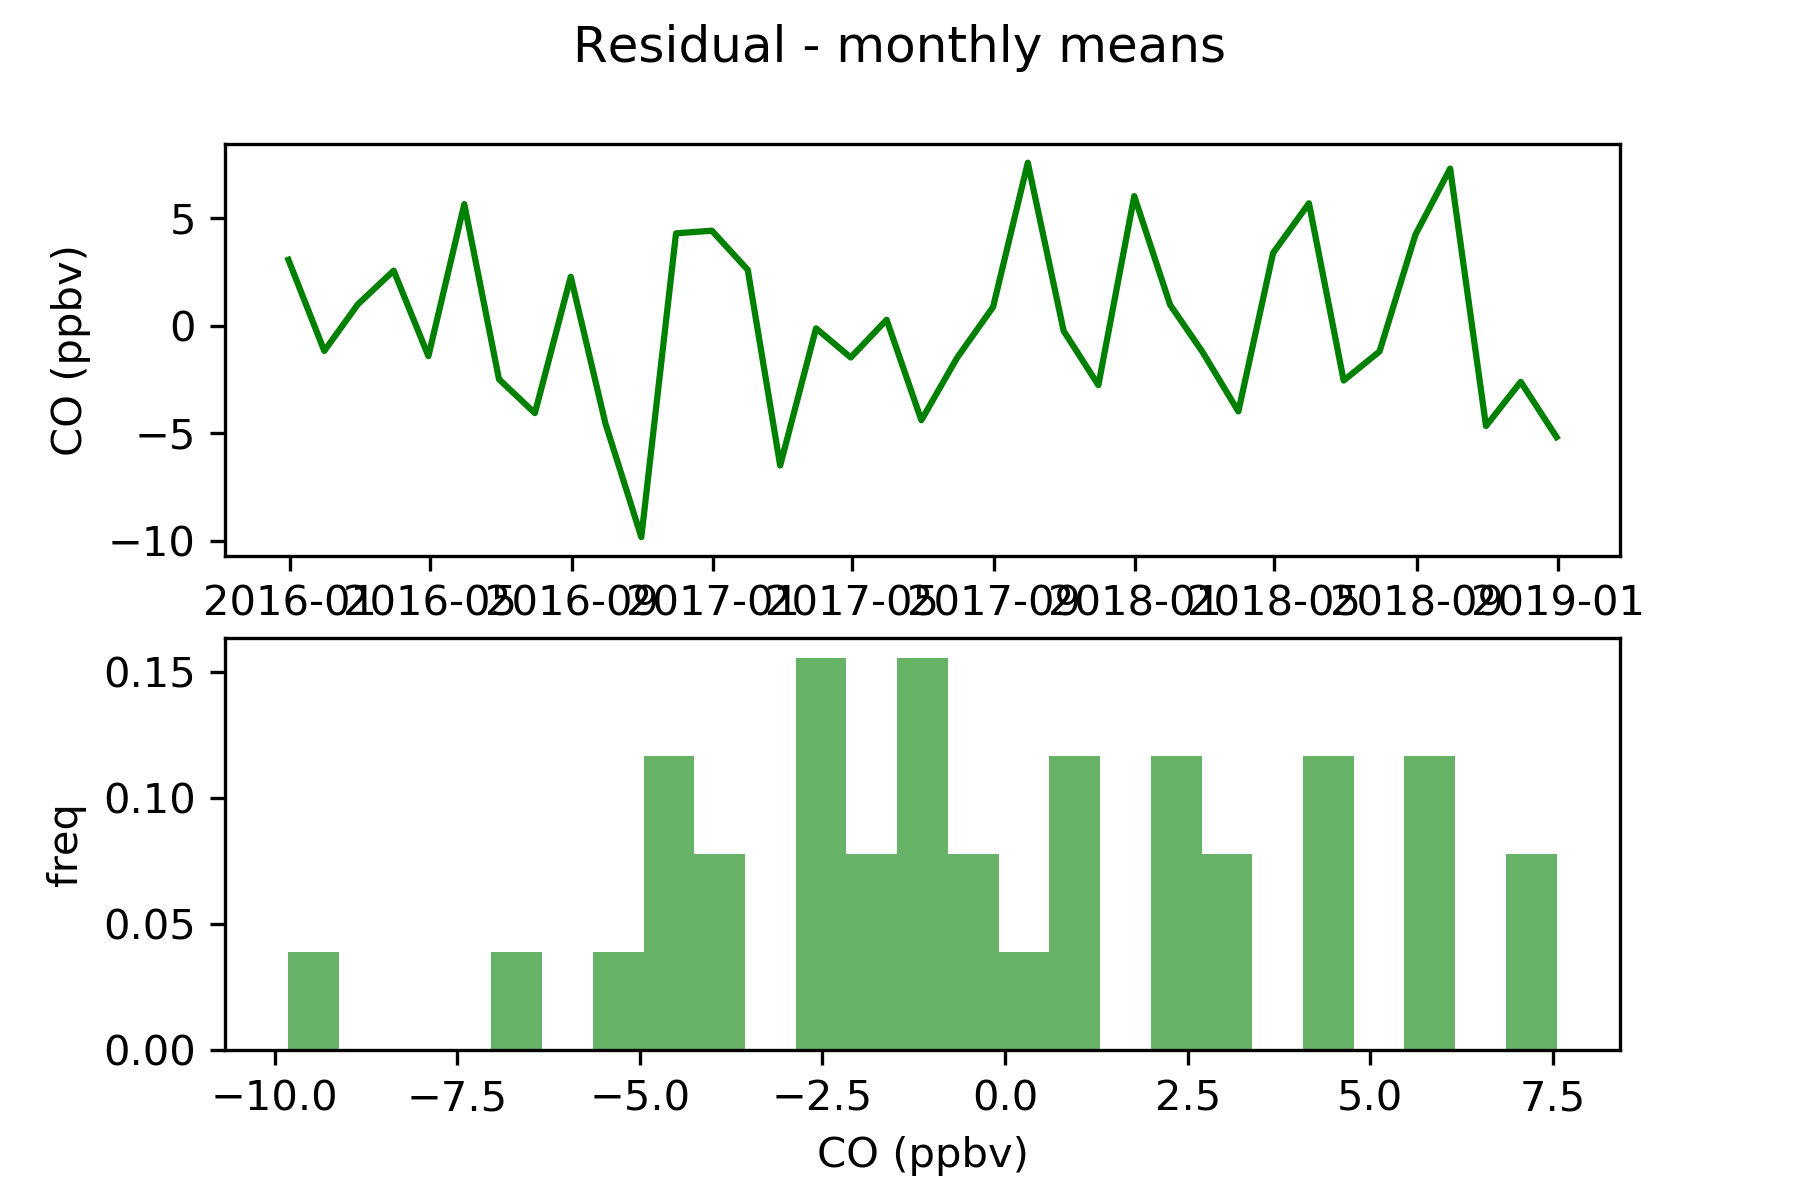 Residual - monthly means
CO (ppbv)
5
0
−5
−10
2016-01 2016-05 2016-09 2017-01 2017-05 2017-09 2018-01 2018-05 2018-09 2019-01
freq
0.15
0.10
0.05
0.00
−10.0 −7.5 −5.0 −2.5 0.0 2.5 5.0 7.5
CO (ppbv)